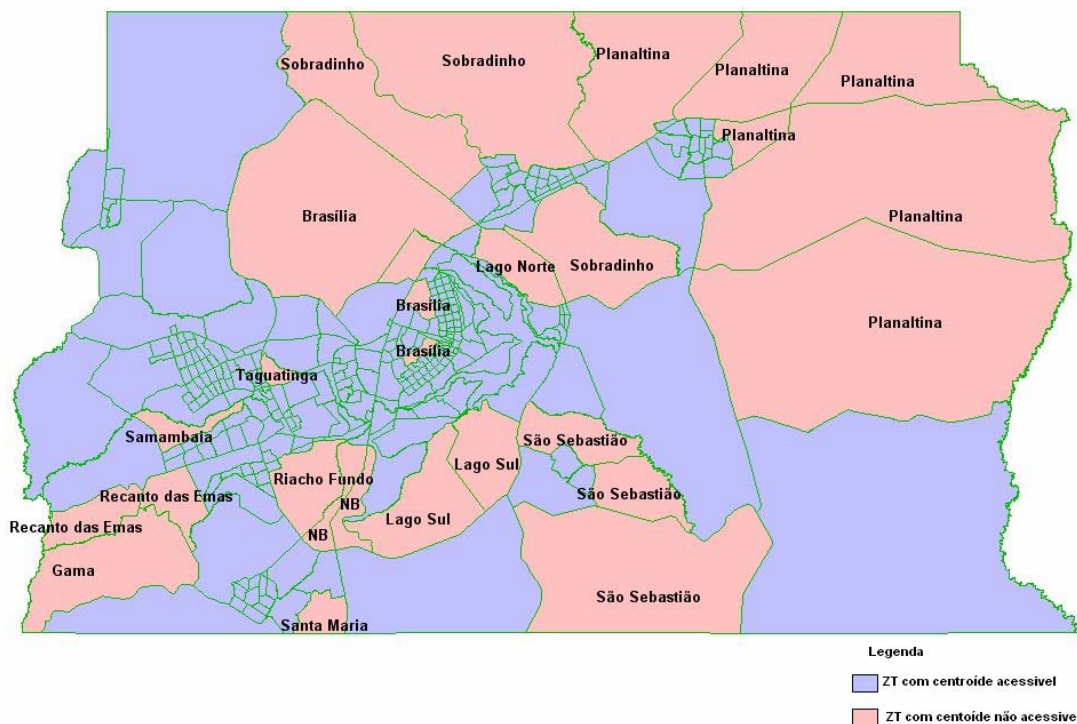 Sobradinho
Sobradinho
Planaltina
Planaltina
Planaltina
Planaltina
Brasília
Planaltina
Lago Norte
Sobradinho
Brasília
Planaltina
Brasília
Taguatinga
Samambaia
São Sebastião
Lago Sul
Riacho Fundo
Recanto das Emas
São Sebastião
NB
Lago Sul
Recanto das Emas
NB
Gama
São Sebastião
Santa Maria
Legenda
ZT com centroíde acessivel
ZT com centoíde não acessive